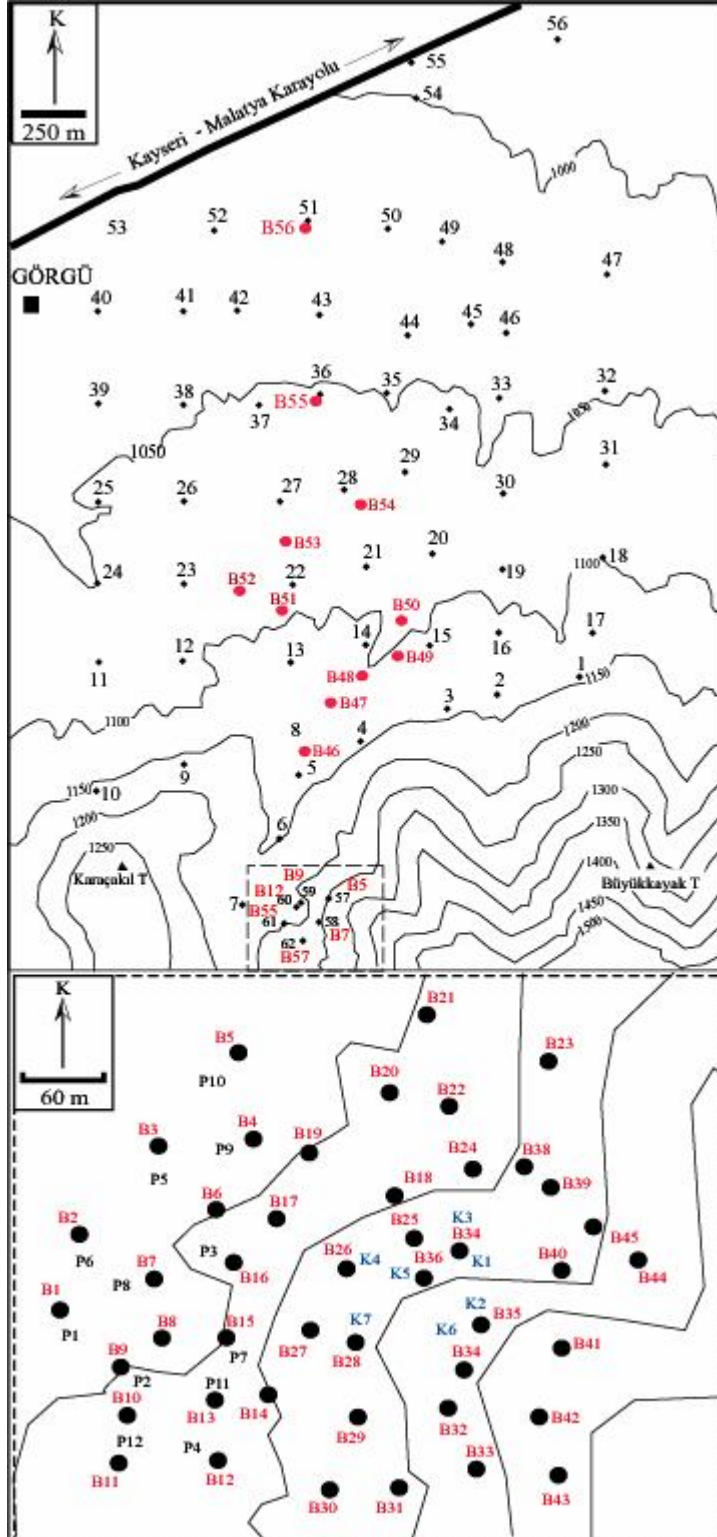 K
250 m
Kayseri - Malatya Karayolu
56
55
54
1000
53 52 51 50 49
B56
48 47
GÖRGÜ
40 41 42 43 44 45 46
39 38 37 36 35 34 33 32
B55
1050
1050
31
25 26 27 28 29 30
B54
B53
24 23 22 21 20 19 18
1100
B52
B51
B50
11 12 13 14 15 16 17
B49
B48
1
2
3
1150
B47
1100
8 4
B46
5
1200
1250
9
10
1150
1200
1300
1350
6
1250
1400
Karaçakıl T
Büyükkayak T
B9
B12 59 B5
7 60 57
B55
61 58
B7
62
B57
1450
1500
K
60 m
B21
B5
B23
P10
B20
B22
B3 B4
P9
B19
P5
B24 B38
B18
B39
B6
B17
B2
P6
B25 K3
B34
B45
P3
B26
K4
B36 K1
B40
B44
B7
P8
B16
K5
B1
P1
K7
K2
B35
B8 B15
B27
B28
K6
B34
B41
P7
B9
P2
P11
B10
B13
B14
B29
B32
B42
P12 P4
B11
B12
B33
B43
B30 B31